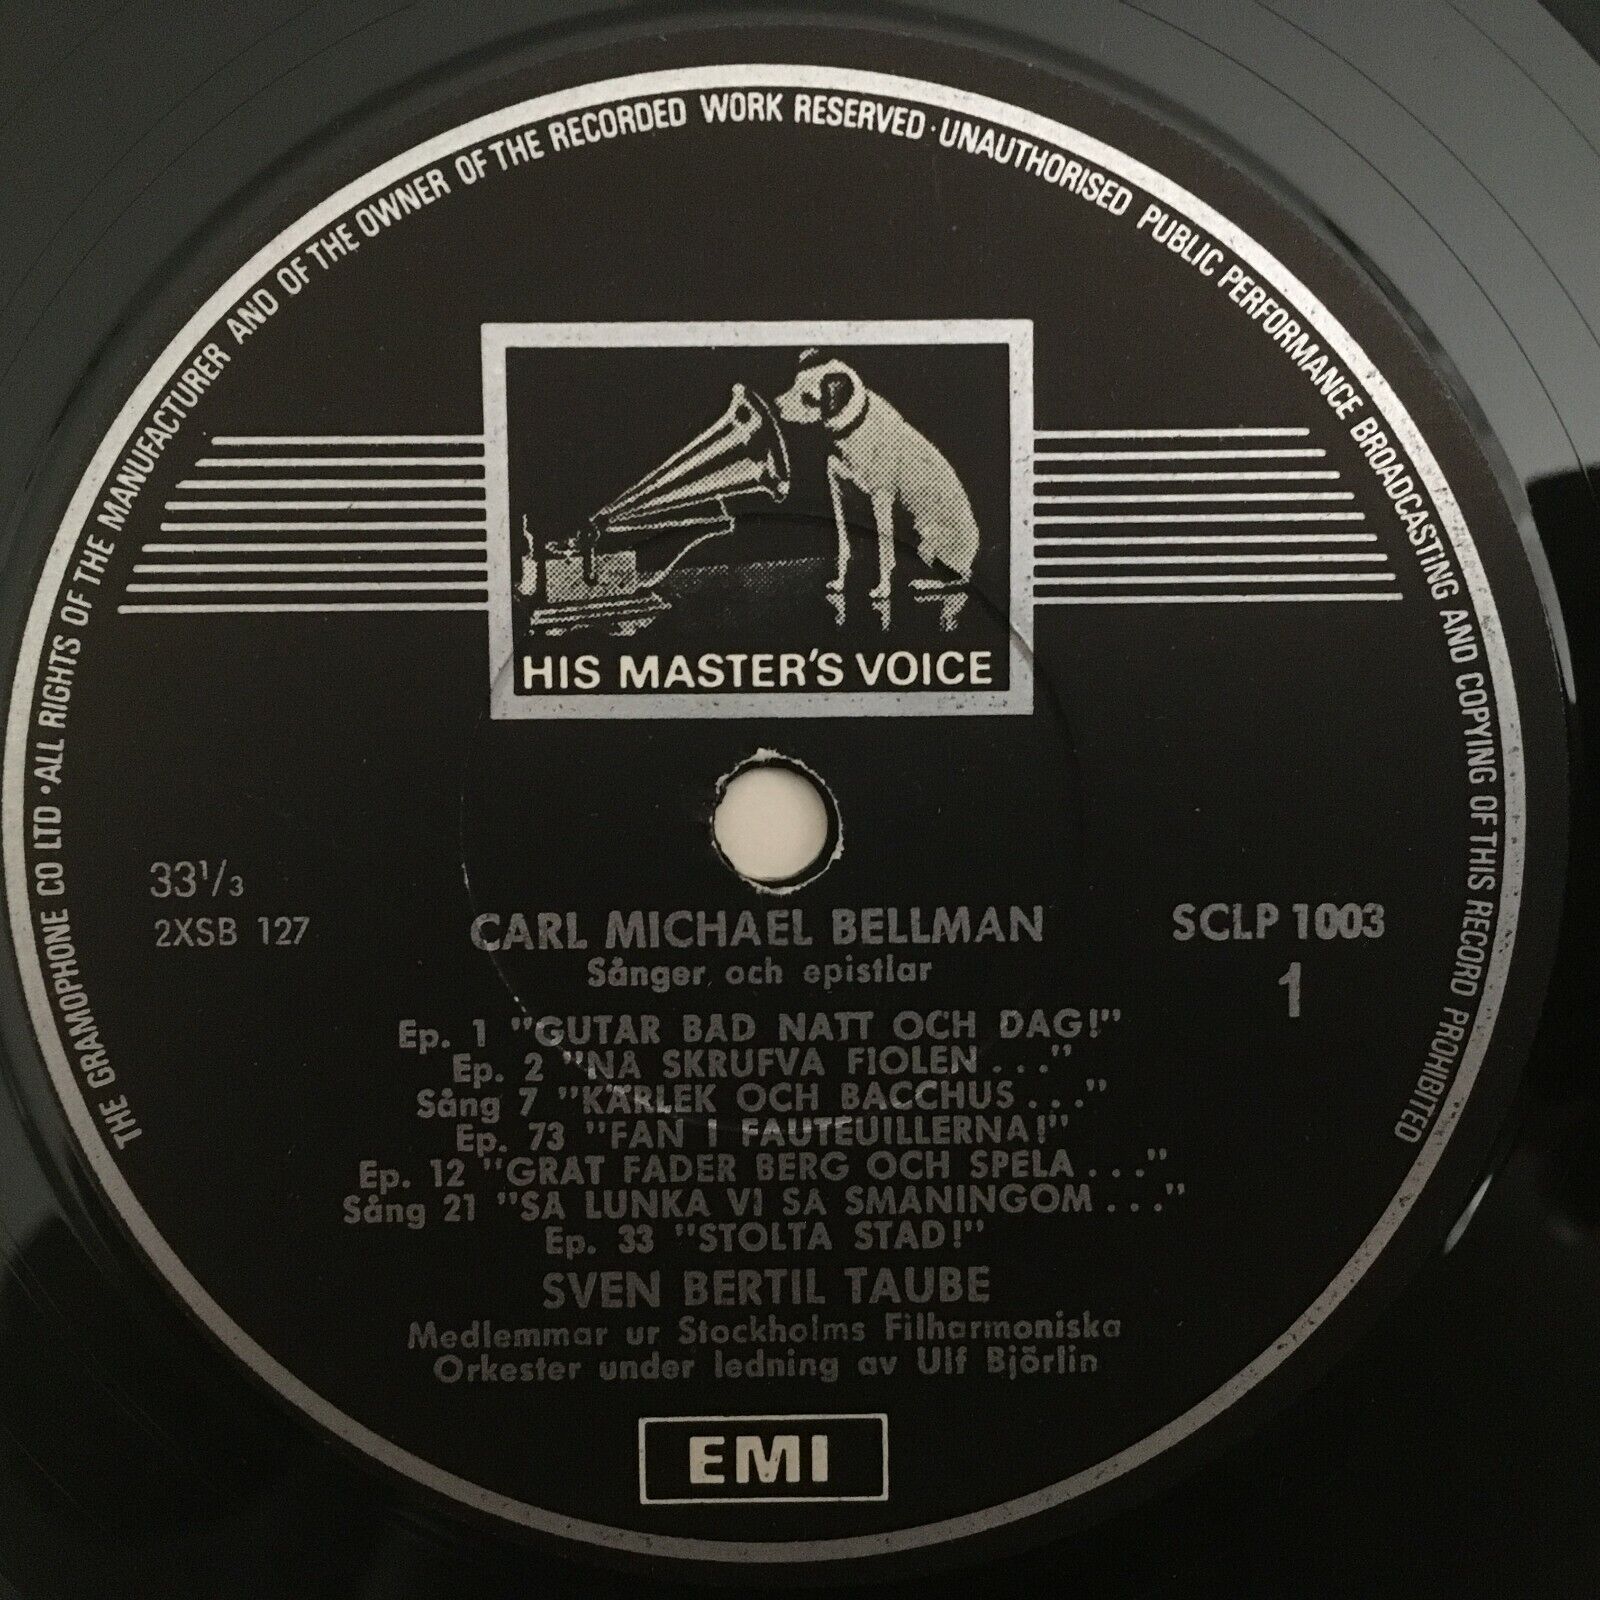 THE GRAMOPHONE CO LTD · ALL RIGHTS OF THE MANUFACTURER AND OF THE OWNER OF THE RECORDED WORK RESERVED · UNAUTHORISED PUBLIC PERFORMANCE BROADCASTING AND COPYING OF THIS RECORD PROHIBITED
HIS MASTER'S VOICE
33⅓
2XSB 127
CARL MICHAEL BELLMAN
Sånger och epistlar
SCLP 1003
1
Ep. 1 "GUTAR BAD NATT OCH DAG!"
Ep. 2 "NÅ SKRUFVA FIOLEN . . ."
Sång 7 "KÄRLEK OCH BACCHUS . . ."
Ep. 73 "FAN I FAUTEUILLERNA!"
Ep. 12 "GRAT FADER BERG OCH SPELA . . ."
Sång 21 "SA LUNKA VI SA SMANINGOM . . ."
Ep. 33 "STOLTA STAD!"
SVEN BERTIL TAUBE
Medlemmar ur Stockholms Filharmoniska
Orkester under ledning av Ulf Björlin
EMI